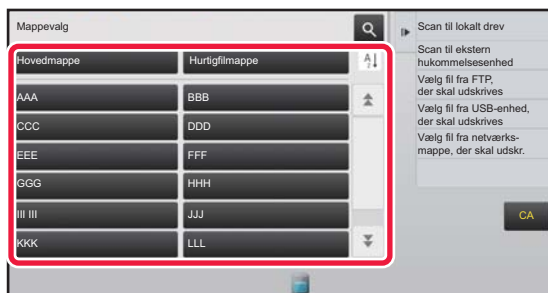 Mappevalg
Hovedmappe
Hurtigfilmappe
AAA
BBB
CCC
DDD
EEE
FFF
GGG
HHH
III III
JJJ
KKK
LLL
Scan til lokalt drev
Scan til ekstern
hukommelsesenhed
Vælg fil fra FTP,
der skal udskrives
Vælg fil fra USB-enhed,
der skal udskrives
Vælg fil fra netværks-
mappe, der skal udskr.
CA